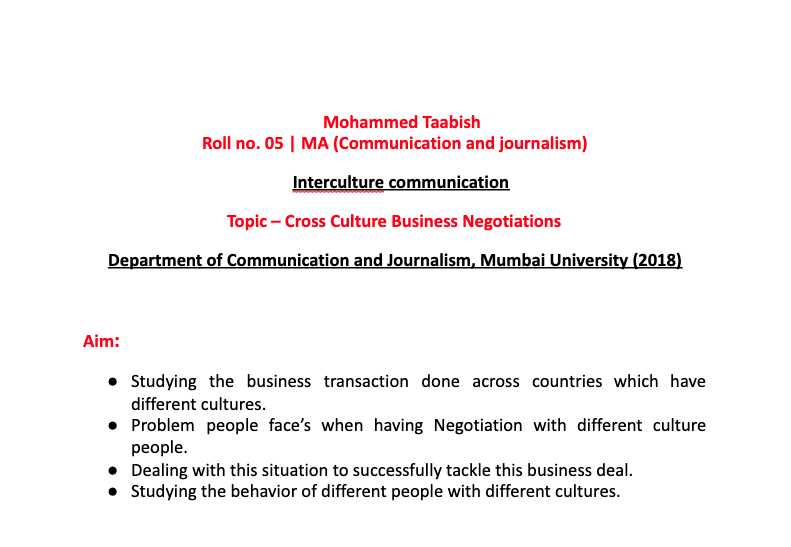 Mohammed Taabish
Roll no. 05 | MA (Communication and journalism)
Interculture communication
Topic – Cross Culture Business Negotiations
Department of Communication and Journalism, Mumbai University (2018)
Aim:
● Studying the business transaction done across countries which have
different cultures.
● Problem people face’s when having Negotiation with different culture
people.
● Dealing with this situation to successfully tackle this business deal.
● Studying the behavior of different people with different cultures.